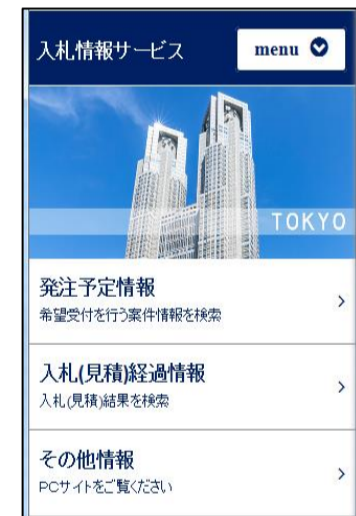 入札情報サービス
menu
TOKYO
発注予定情報
希望受付を行う案件情報を検索
入札(見積)経過情報
入札(見積)結果を検索
その他情報
PCサイトをご覧ください